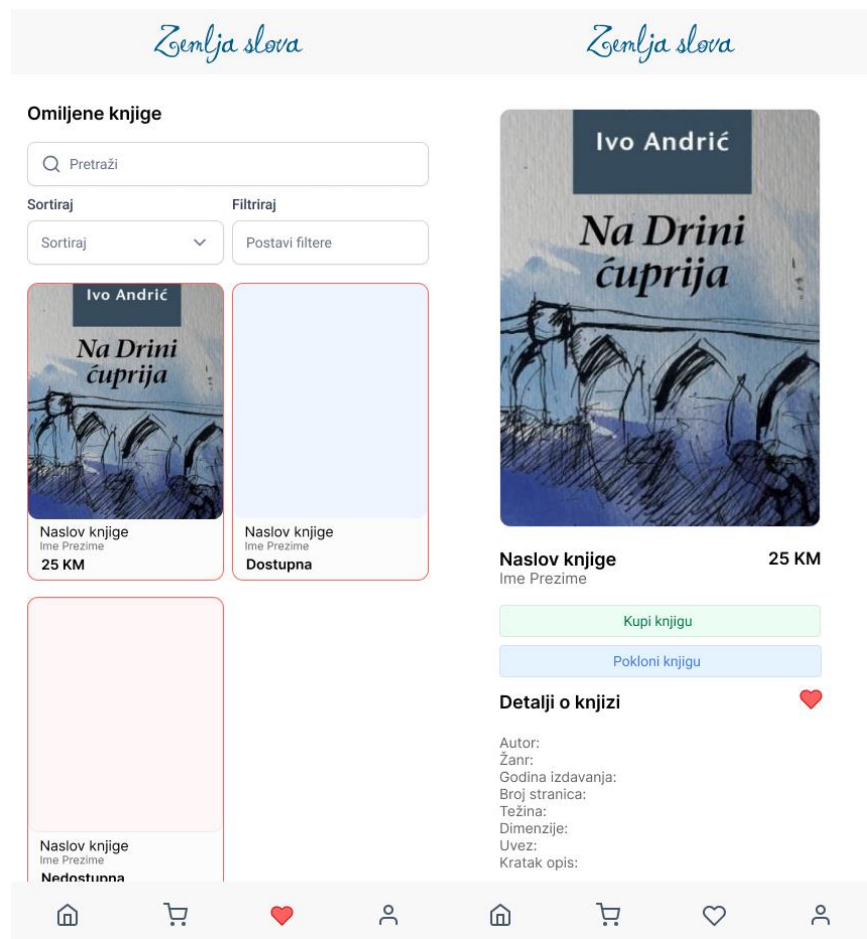 Zemlja slova
Omiljene knjige
Pretraži
Sortiraj
Filtriraj
Sortiraj
Postavi filtere
Ivo Andrić
Na Drini
ćuprija
Naslov knjige
Ime Prezime
25 KM
Naslov knjige
Ime Prezime
Dostupna
Naslov knjige
Ime Prezime
Nedostupna
Zemlja slova
Ivo Andrić
Na Drini
ćuprija
Naslov knjige
25 KM
Ime Prezime
Kupi knjigu
Pokloni knjigu
Detalji o knjizi
Autor:
Žanr:
Godina izdavanja:
Broj stranica:
Težina:
Dimenzije:
Uvez:
Kratak opis: